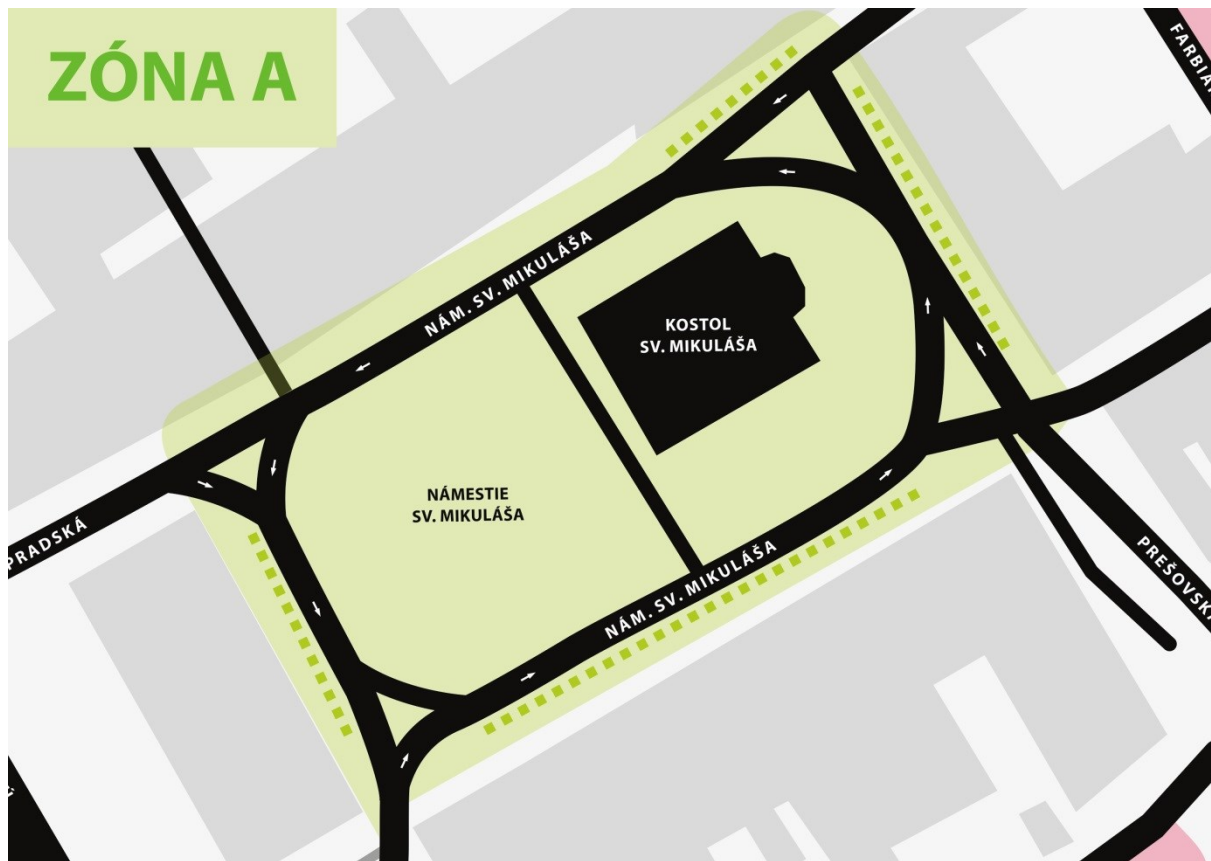 ZÓNA A
FARBIA
NÁM. SV. MIKULÁŠA
KOSTOL
SV. MIKULÁŠA
NÁMESTIE
SV. MIKULÁŠA
PRADSKÁ
NÁM. SV. MIKULÁŠA
PREŠOVSK